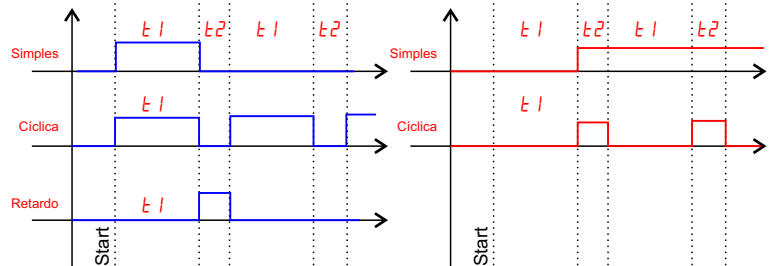 t1 t2 t1 t2
Simples
t1
Cíclica
t1
Retardo
Start
t1 t2 t1 t2
Simples
t1
Cíclica
Start